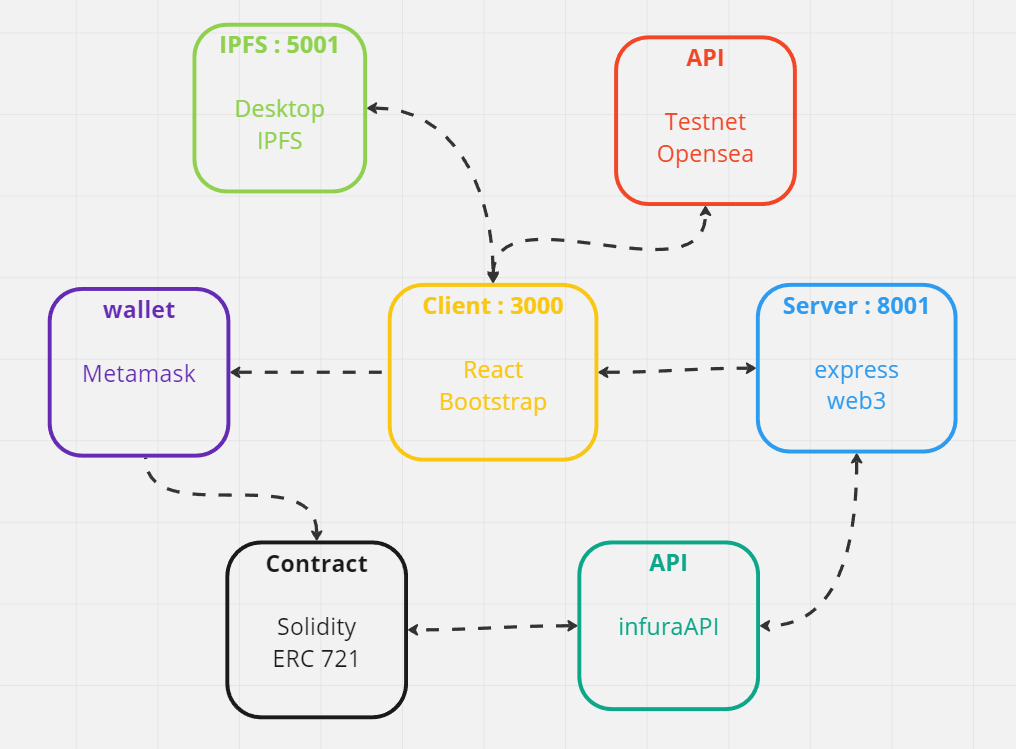 IPFS : 5001
Desktop
IPFS
API
Testnet
Opensea
wallet
Metamask
Client : 3000
React
Bootstrap
Server : 8001
express
web3
Contract
Solidity
ERC 721
API
infuraAPI